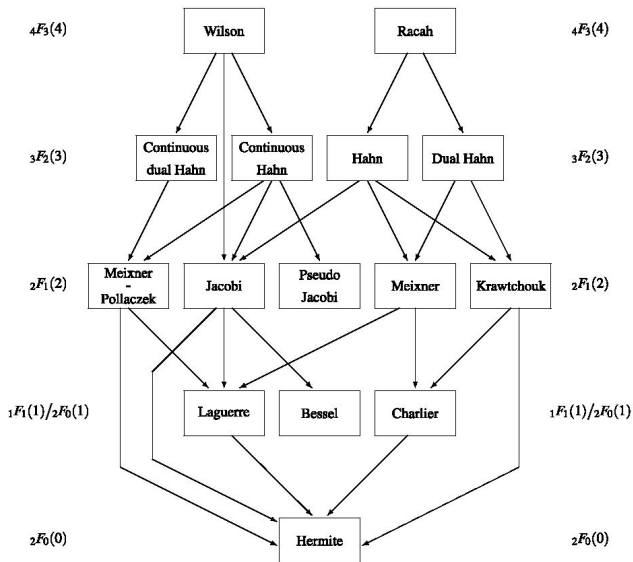 ₄F₃(4)
Wilson
Racah
₄F₃(4)
₃F₂(3)
Continuous
dual Hahn
Continuous
Hahn
Hahn
Dual Hahn
₃F₂(3)
₂F₁(2)
Meixner
-
Pollaczek
Jacobi
Pseudo
Jacobi
Meixner
Krawtchouk
₂F₁(2)
₁F₁(1)/₂F₀(1)
Laguerre
Bessel
Charlier
₁F₁(1)/₂F₀(1)
₂F₀(0)
Hermite
₂F₀(0)